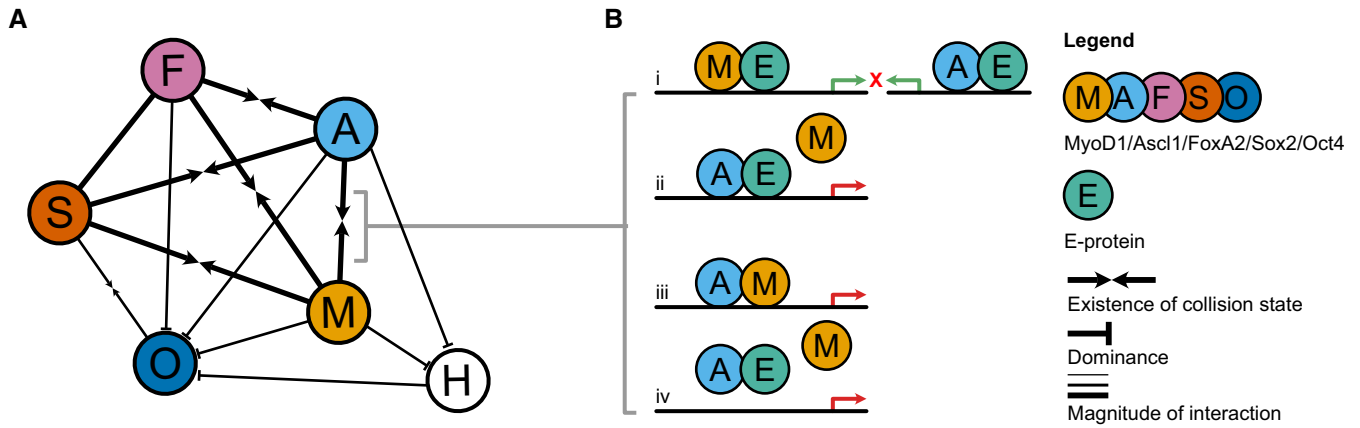 A
F
A
S
M
O
H
B
i
M E
X
A E
ii
A E
M
iii
A M
iv
A E
M
Legend
M A F S O
MyoD1/Ascl1/FoxA2/Sox2/Oct4
E
E-protein
Existence of collision state
Dominance
Magnitude of interaction